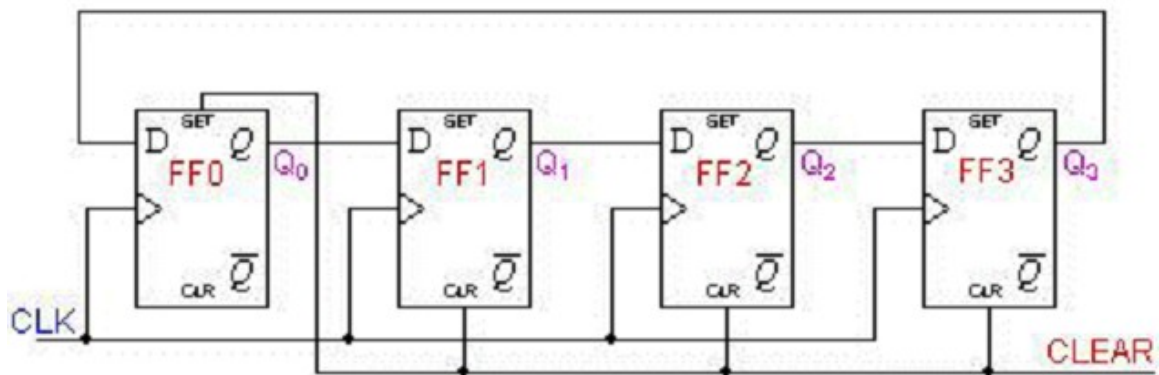 SET SET SET SET
D Q D Q D Q D Q
FF0 Q0 FF1 Q1 FF2 Q2 FF3 Q3
Q̅ Q̅ Q̅ Q̅
CLR CLR CLR CLR
CLK
CLEAR